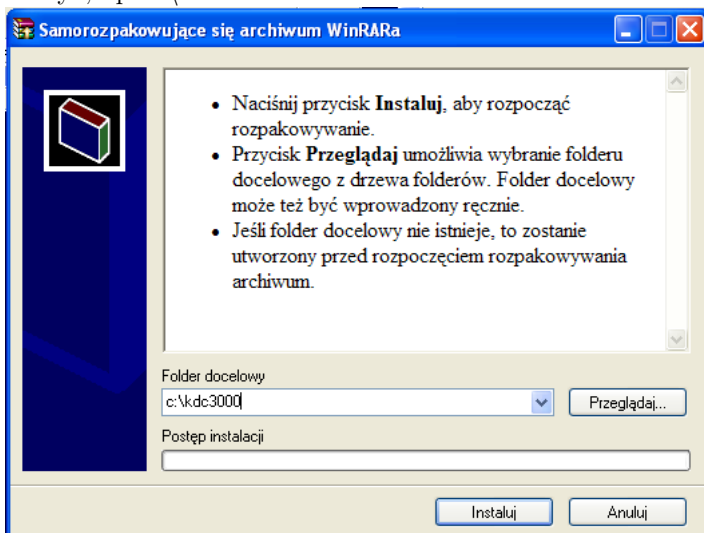 Samorozpakowujące się archiwum WinRARa
• Naciśnij przycisk Instaluj, aby rozpocząć
rozpakowywanie.
• Przycisk Przeglądaj umożliwia wybranie folderu
docelowego z drzewa folderów. Folder docelowy
może też być wprowadzony ręcznie.
• Jeśli folder docelowy nie istnieje, to zostanie
utworzony przed rozpoczęciem rozpakowywania
archiwum.
Folder docelowy
c:\kdc3000
Przeglądaj...
Postęp instalacji
Instaluj
Anuluj